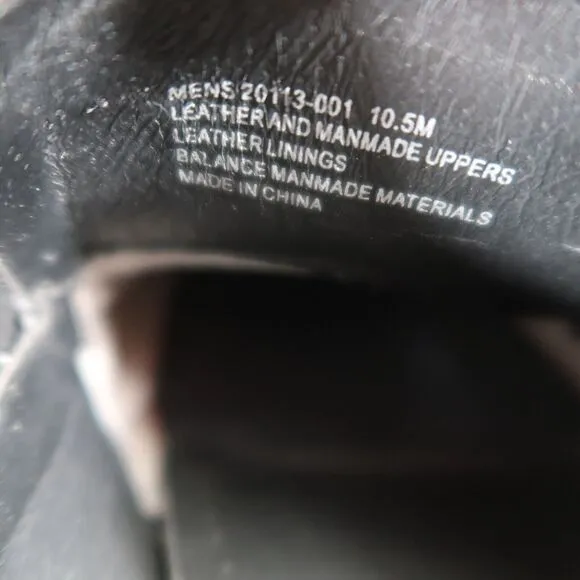 MENS 20113-001 10.5M
LEATHER AND MANMADE UPPERS
LEATHER LININGS
BALANCE MANMADE MATERIALS
MADE IN CHINA